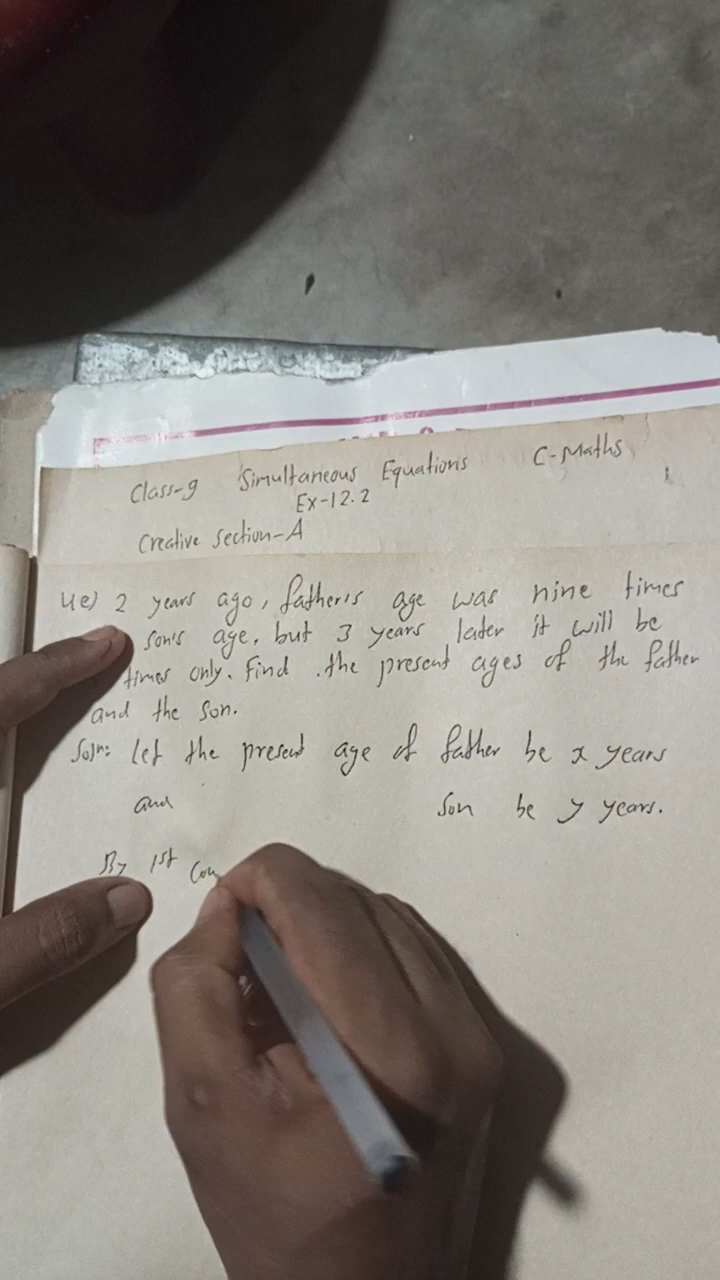 Class-9 Simultaneous Equations C-Maths
Ex-12.2
Creative section-A
4e) 2 years ago, father's age was nine times
son's age. but 3 years later it will be
times only. Find the present ages of the father
and the son.
Soln: let the present age of father be x years
and son be y years.
By 1st Con